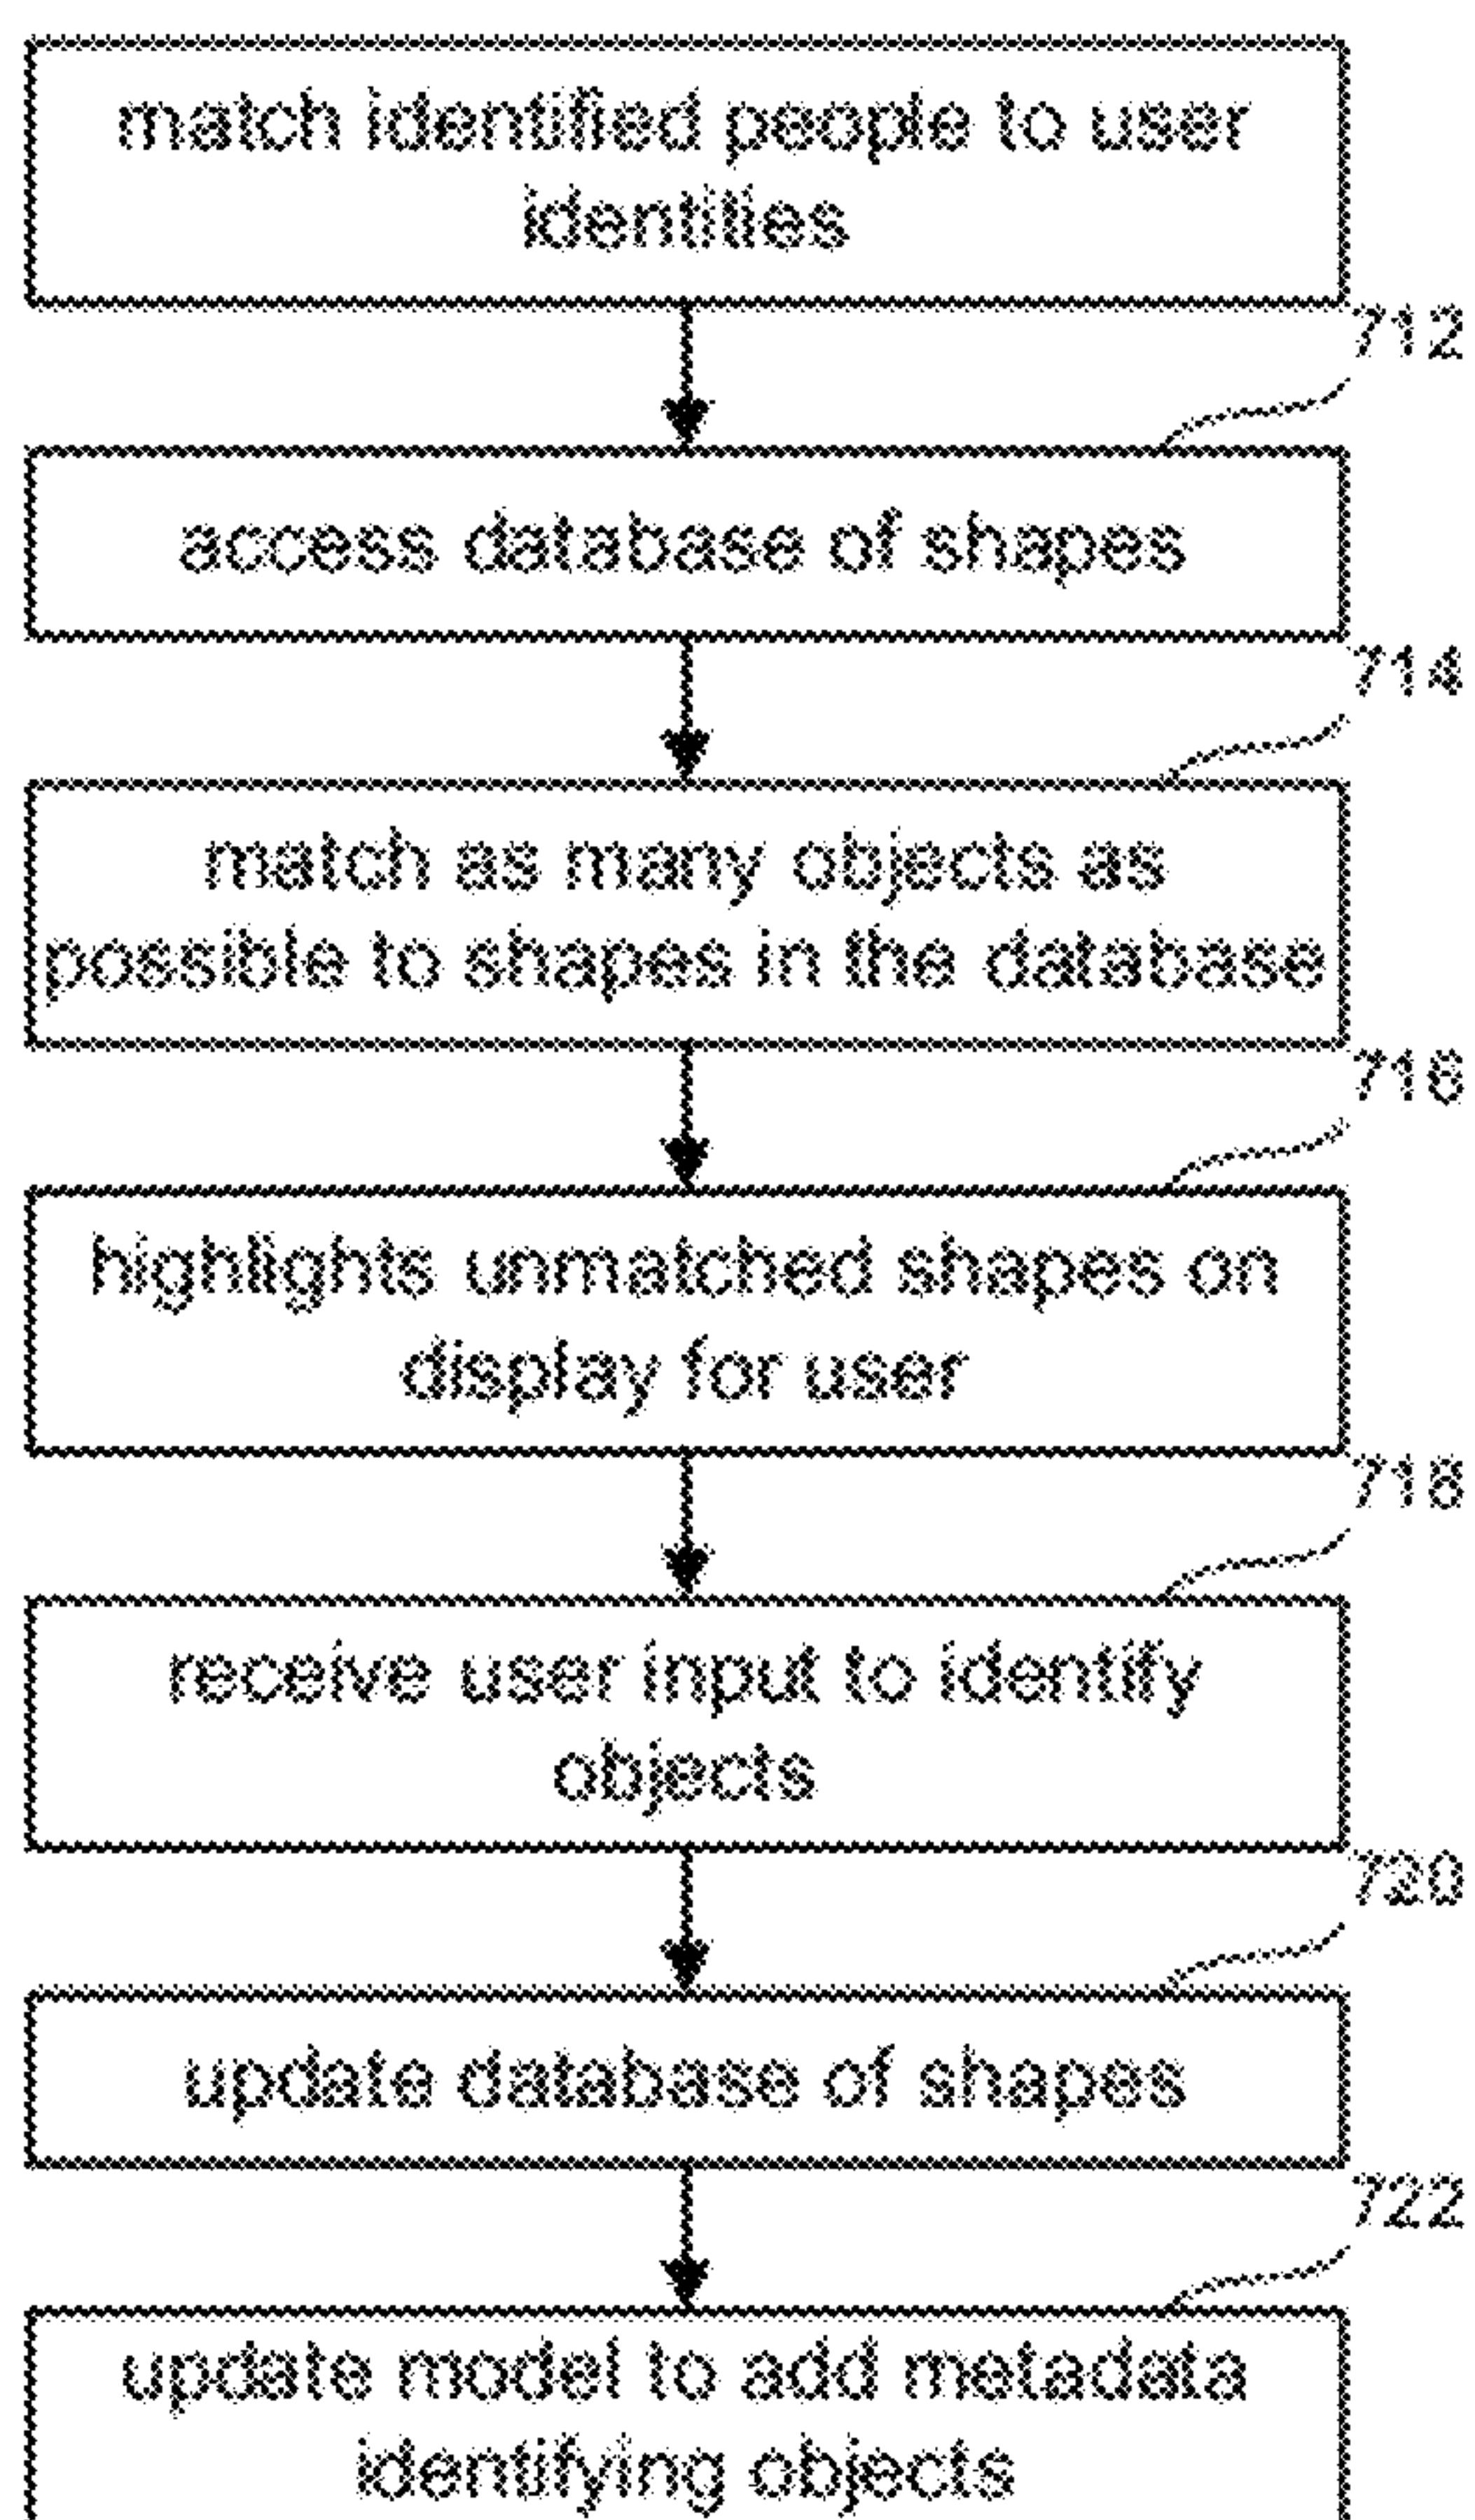 match identified people to user
identities
712
access database of shapes
714
match as many objects as
possible to shapes in the database
716
highlights unmatched shapes on
display for user
718
receive user input to identify
objects
720
update database of shapes
722
update model to add metadata
identifying objects